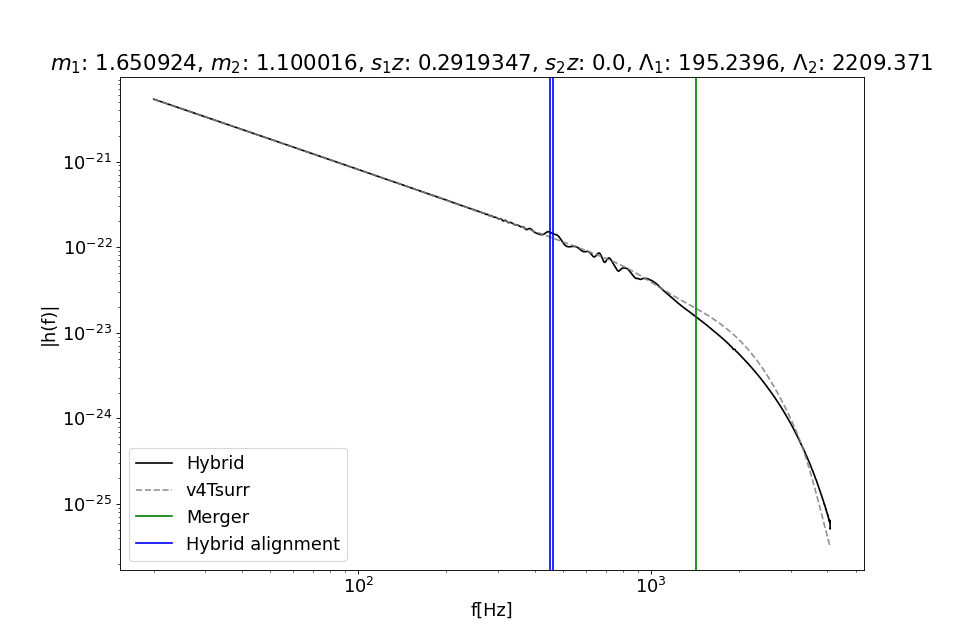 m₁: 1.650924, m₂: 1.100016, s₁z: 0.2919347, s₂z: 0.0, Λ₁: 195.2396, Λ₂: 2209.371
10⁻²¹
10⁻²²
10⁻²³
10⁻²⁴
10⁻²⁵
|h(f)|
Hybrid
v4Tsurr
Merger
Hybrid alignment
10²
10³
f[Hz]